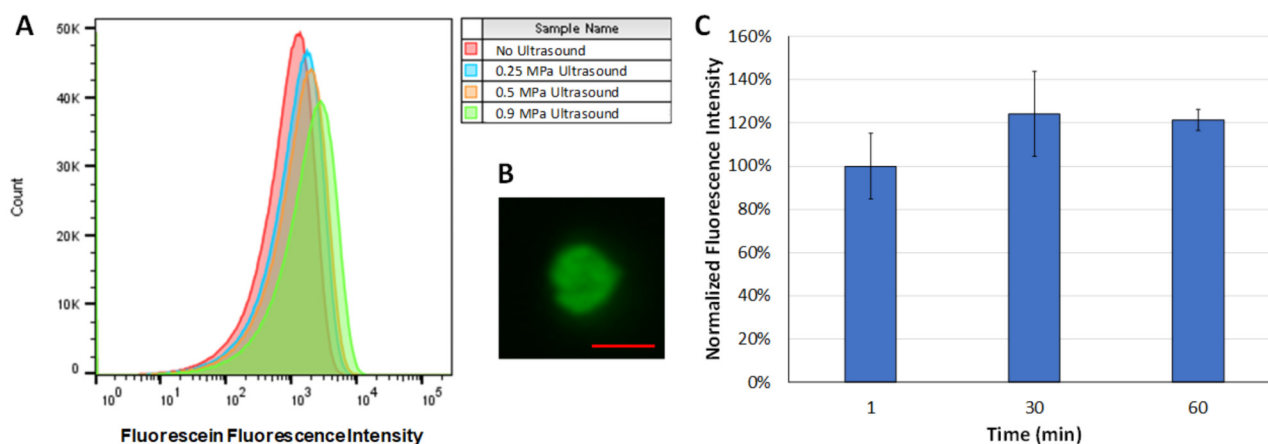 A
50K
40K
30K
20K
10K
0
Count
10^0 10^1 10^2 10^3 10^4 10^5
Fluorescein Fluorescence Intensity
Sample Name
No Ultrasound
0.25 MPa Ultrasound
0.5 MPa Ultrasound
0.9 MPa Ultrasound
B
C
160%
140%
120%
100%
80%
60%
40%
20%
0%
Normalized Fluorescence Intensity
1 30 60
Time (min)